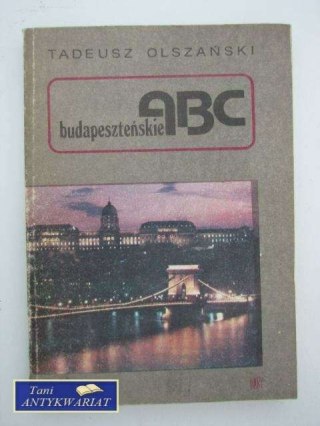 TADEUSZ OLSZAŃSKI
budapeszteńskie ABC
Tani
ANTYKWARIAT